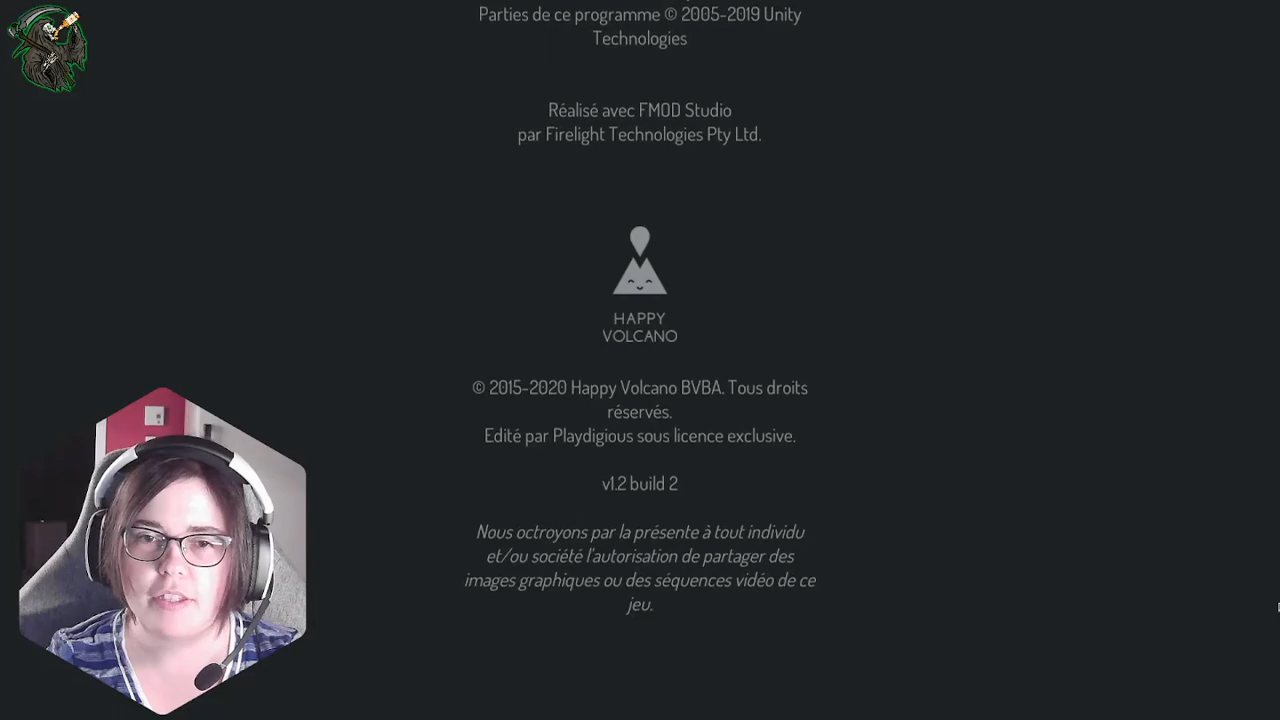 Parties de ce programme © 2005-2019 Unity
Technologies
Réalisé avec FMOD Studio
par Firelight Technologies Pty Ltd.
HAPPY
VOLCANO
© 2015-2020 Happy Volcano BVBA. Tous droits
réservés.
Edité par Playdigious sous licence exclusive.
v1.2 build 2
Nous octroyons par la présente à tout individu
et/ou société l'autorisation de partager des
images graphiques ou des séquences vidéo de ce
jeu.